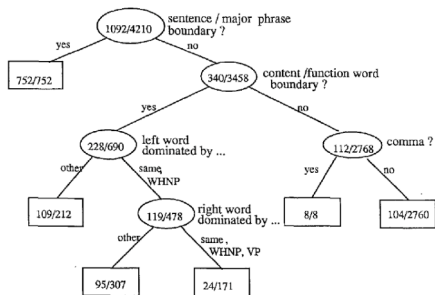 sentence / major phrase
boundary ?
1092/4210
yes
no
752/752
340/3458
content /function word
boundary ?
yes
no
228/690
left word
dominated by ...
112/2768
comma ?
other
same,
WHNP
yes
no
109/212
119/478
right word
dominated by ...
8/8
104/2760
other
same ,
WHNP, VP
95/307
24/171